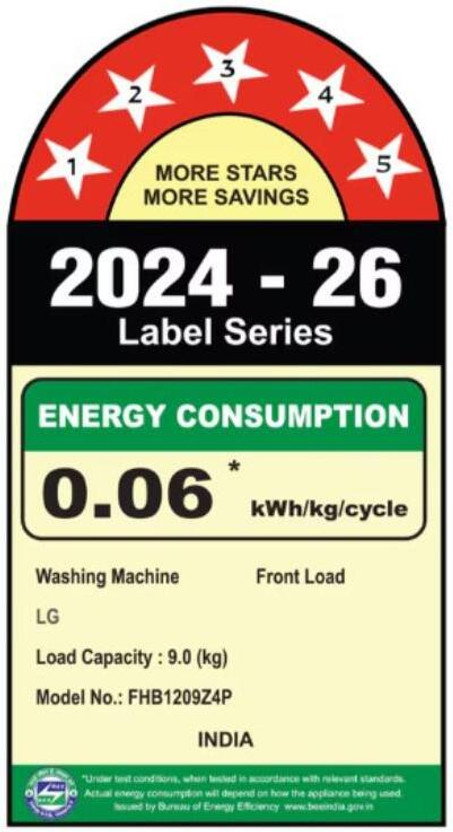 1
2
3
4
5
MORE STARS
MORE SAVINGS
2024 - 26
Label Series
ENERGY CONSUMPTION
0.06* kWh/kg/cycle
Washing Machine Front Load
LG
Load Capacity : 9.0 (kg)
Model No.: FHB1209Z4P
INDIA
*Under test conditions, when tested in accordance with relevant standards.
Actual energy consumption will depend on how the appliance being used.
Issued by Bureau of Energy Efficiency www.beeindia.gov.in